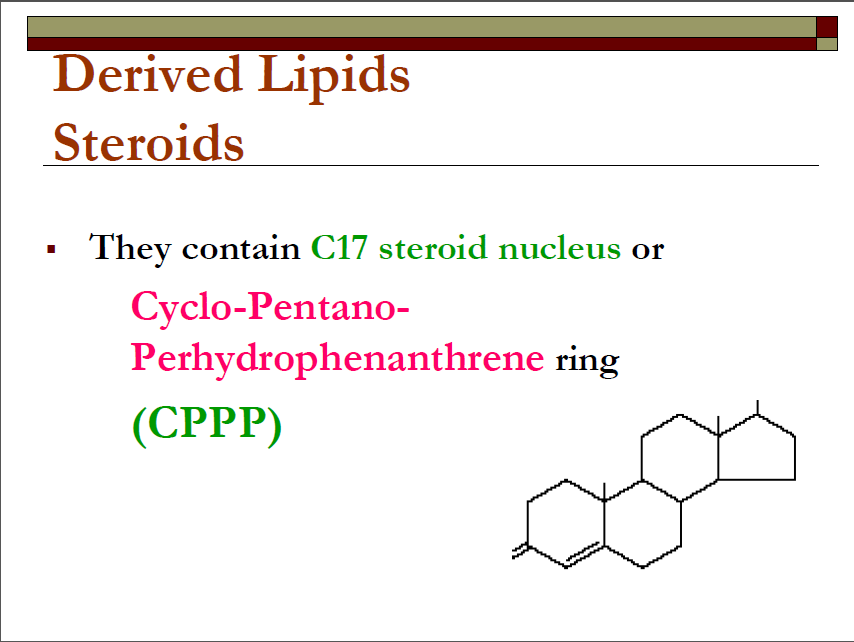 Derived Lipids
Steroids
▪ They contain C17 steroid nucleus or
Cyclo-Pentano-
Perhydrophenanthrene ring
(CPPP)